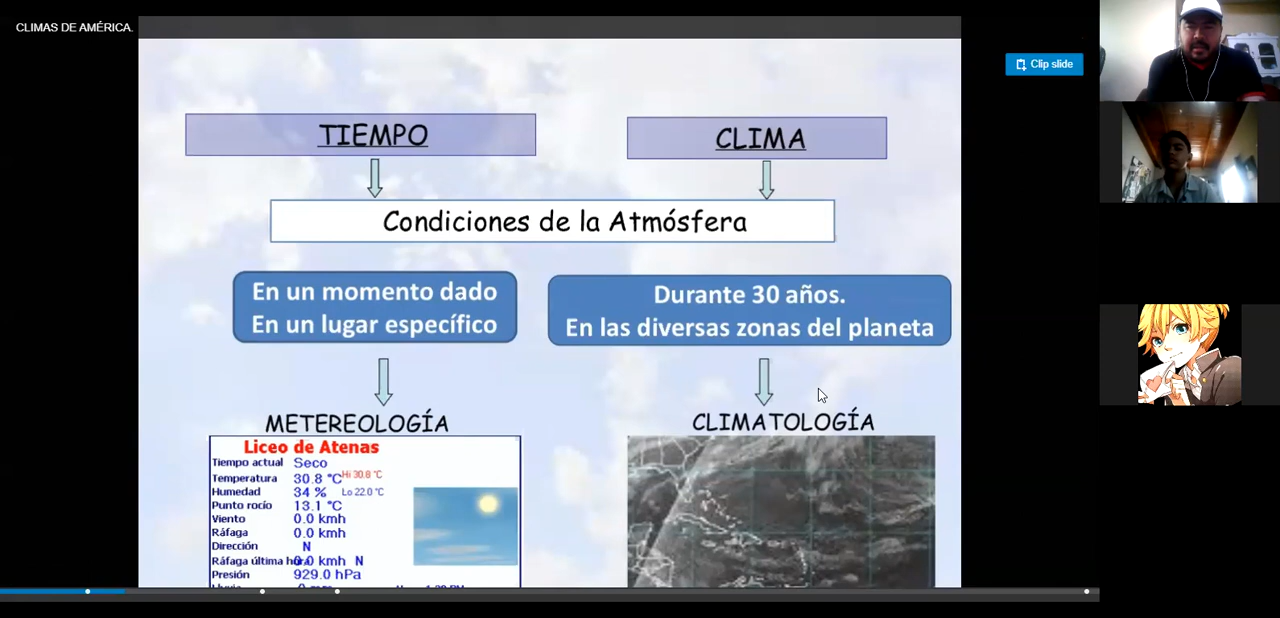 CLIMAS DE AMÉRICA.
Clip slide
TIEMPO
CLIMA
Condiciones de la Atmósfera
En un momento dado
En un lugar específico
Durante 30 años.
En las diversas zonas del planeta
METEREOLOGÍA
CLIMATOLOGÍA
Liceo de Atenas
Tiempo actual Seco
Temperatura 30.8 °C Hi 30.8 °C
Humedad 34 % Lo 22.0 °C
Punto rocío 13.1 °C
Viento 0.0 kmh
Ráfaga 0.0 kmh
Dirección N
Ráfaga última hora 0.0 kmh N
Presión 929.0 hPa